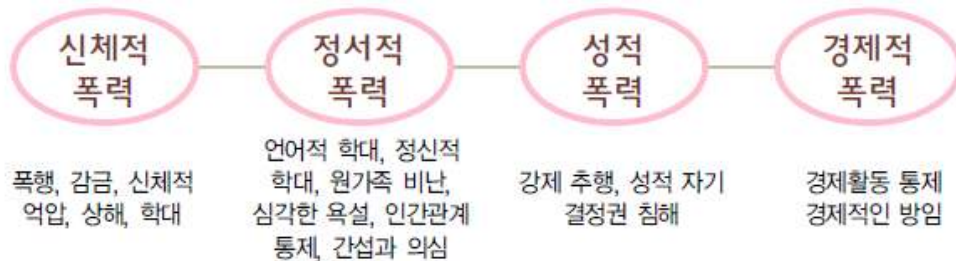 신체적
폭력
정서적
폭력
성적
폭력
경제적
폭력
폭행, 감금, 신체적
억압, 상해, 학대
언어적 학대, 정신적
학대, 원가족 비난,
심각한 욕설, 인간관계
통제, 간섭과 의심
강제 추행, 성적 자기
결정권 침해
경제활동 통제
경제적인 방임